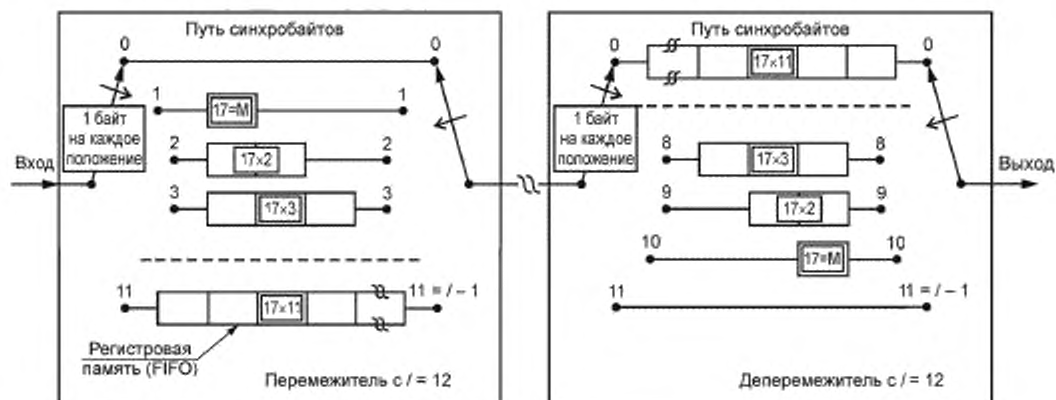 Путь синхробайтов
0
0
1 байт
на каждое
положение
Вход
1
17=М
1
2
17×2
2
3
17×3
3
11
17×11
11 = I – 1
Регистровая
память (FIFO)
Перемежитель с I = 12
Путь синхробайтов
0
17×11
0
1 байт
на каждое
положение
8
17×3
8
Выход
9
17×2
9
10
17=М
10
11
11 = I – 1
Деперемежитель с I = 12